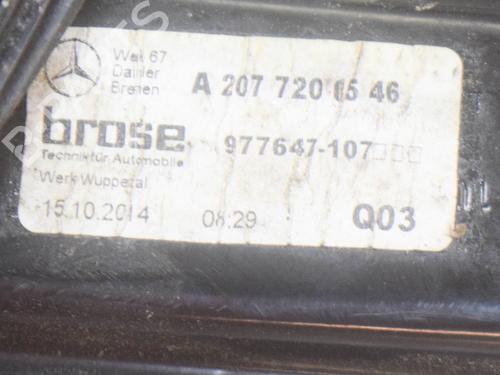 Werk 67
Daimler
Bremen
A 207 720 05 46
brose
Technik für Automobile
977647-107□□□
Werk Wuppertal
15.10.2014 08:29 Q03